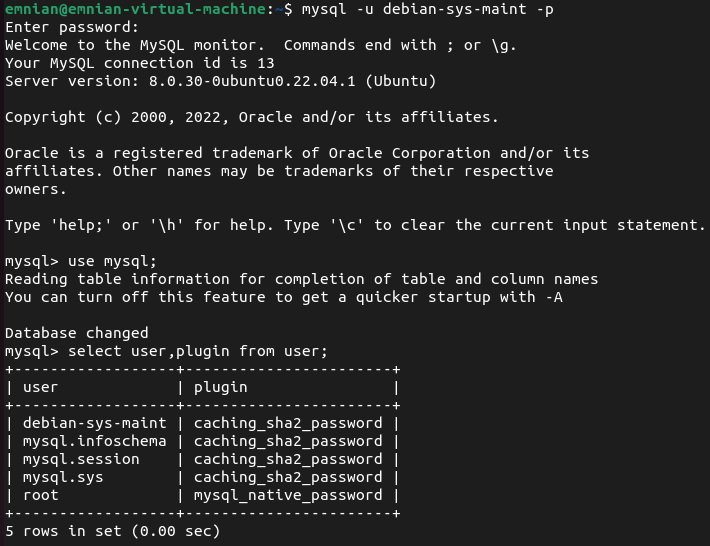 emnian@emnian-virtual-machine:~$ mysql -u debian-sys-maint -p
Enter password:
Welcome to the MySQL monitor.  Commands end with ; or \g.
Your MySQL connection id is 13
Server version: 8.0.30-0ubuntu0.22.04.1 (Ubuntu)

Copyright (c) 2000, 2022, Oracle and/or its affiliates.

Oracle is a registered trademark of Oracle Corporation and/or its
affiliates. Other names may be trademarks of their respective
owners.

Type 'help;' or '\h' for help. Type '\c' to clear the current input statement.

mysql> use mysql;
Reading table information for completion of table and column names
You can turn off this feature to get a quicker startup with -A

Database changed
mysql> select user,plugin from user;
+------------------+-----------------------+
| user             | plugin                |
+------------------+-----------------------+
| debian-sys-maint | caching_sha2_password |
| mysql.infoschema | caching_sha2_password |
| mysql.session    | caching_sha2_password |
| mysql.sys        | caching_sha2_password |
| root             | mysql_native_password |
+------------------+-----------------------+
5 rows in set (0.00 sec)